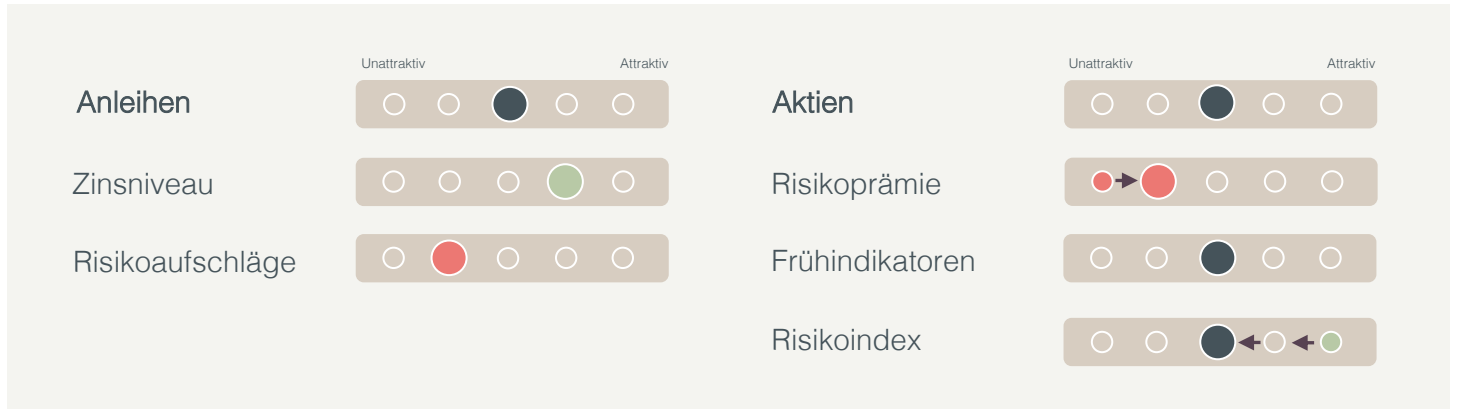 Unattraktiv Attraktiv
Anleihen
Zinsniveau
Risikoaufschläge
Unattraktiv Attraktiv
Aktien
Risikoprämie
Frühindikatoren
Risikoindex